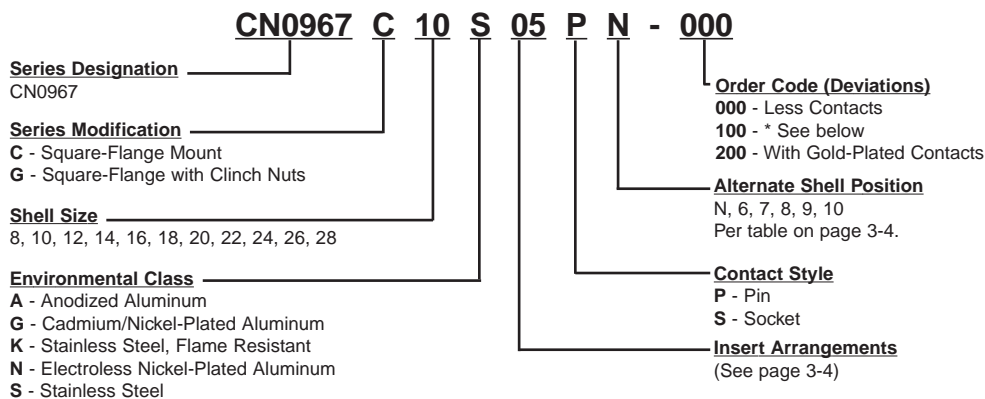 CN0967 C 10 S 05 P N - 000
Series Designation
CN0967
Series Modification
C - Square-Flange Mount
G - Square-Flange with Clinch Nuts
Shell Size
8, 10, 12, 14, 16, 18, 20, 22, 24, 26, 28
Environmental Class
A - Anodized Aluminum
G - Cadmium/Nickel-Plated Aluminum
K - Stainless Steel, Flame Resistant
N - Electroless Nickel-Plated Aluminum
S - Stainless Steel
Order Code (Deviations)
000 - Less Contacts
100 - * See below
200 - With Gold-Plated Contacts
Alternate Shell Position
N, 6, 7, 8, 9, 10
Per table on page 3-4.
Contact Style
P - Pin
S - Socket
Insert Arrangements
(See page 3-4)